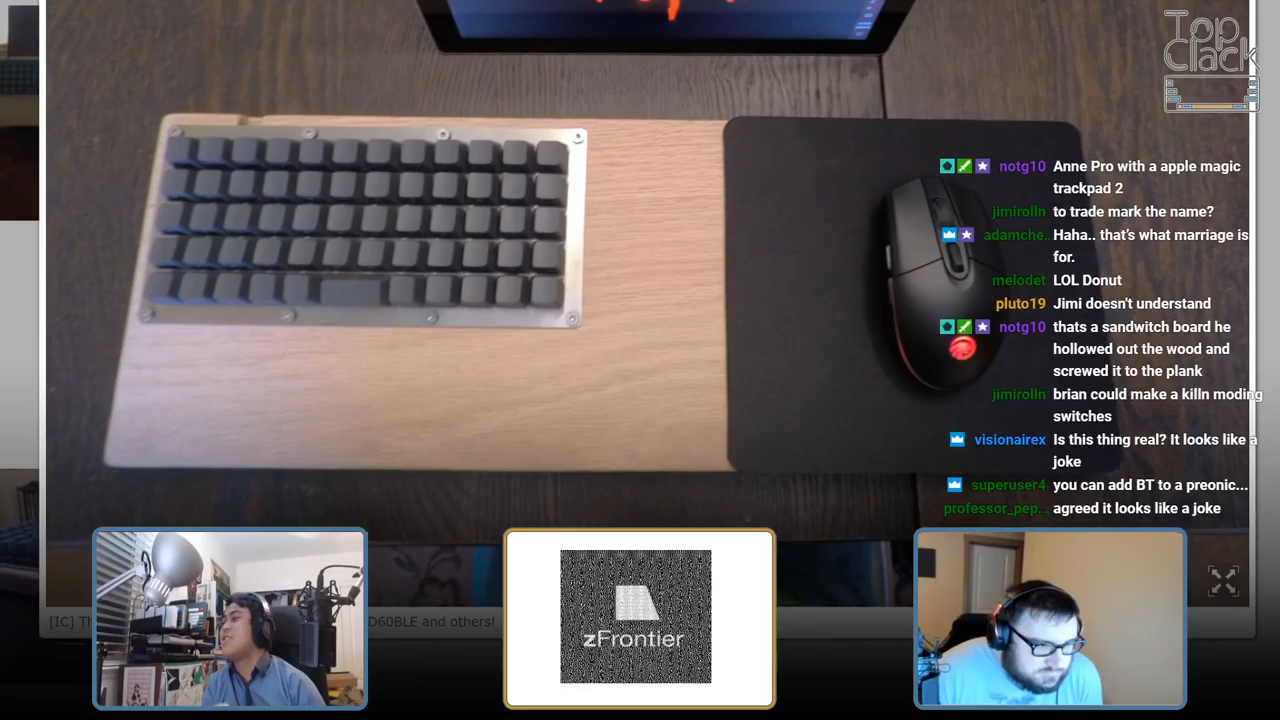 Top
Clack
notg10 Anne Pro with a apple magic
trackpad 2
jimirolln to trade mark the name?
adamche.. Haha.. that's what marriage is
for.
melodet LOL Donut
pluto19 Jimi doesn't understand
notg10 thats a sandwitch board he
hollowed out the wood and
screwed it to the plank
jimirolln brian could make a killn moding
switches
visionairex Is this thing real? It looks like a
joke
superuser4 you can add BT to a preonic...
professor_pep... agreed it looks like a joke
[IC] D60BLE and others!
zFrontier